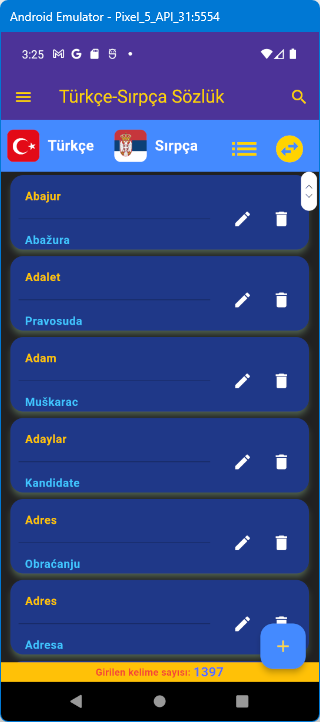 Android Emulator - Pixel_5_API_31:5554
3:25
Türkçe-Sırpça Sözlük
Türkçe Sırpça
Abajur
Abažura
Adalet
Pravosuda
Adam
Muškarac
Adaylar
Kandidate
Adres
Obraćanju
Adres
Adresa
Girilen kelime sayısı: 1397